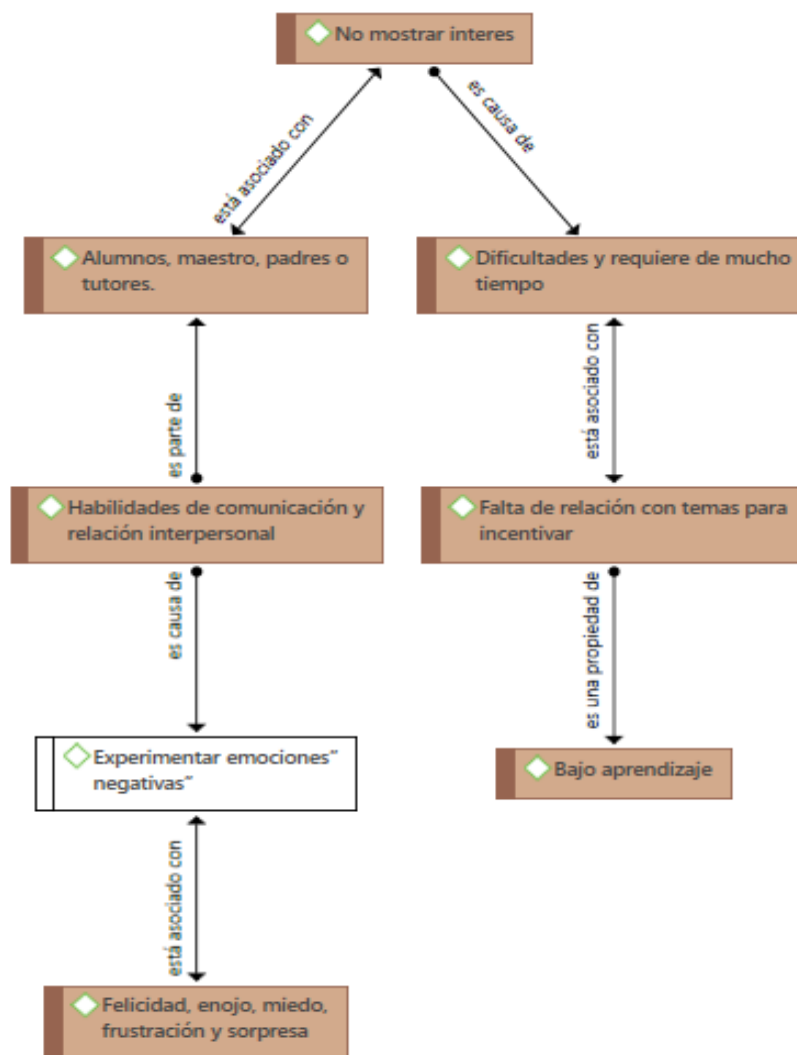 No mostrar interes
está asociado con
es causa de
Alumnos, maestro, padres o
tutores.
Dificultades y requiere de mucho
tiempo
es parte de
está asociado con
Habilidades de comunicación y
relación interpersonal
Falta de relación con temas para
incentivar
es causa de
es una propiedad de
Experimentar emociones”
negativas”
Bajo aprendizaje
está asociado con
Felicidad, enojo, miedo,
frustración y sorpresa